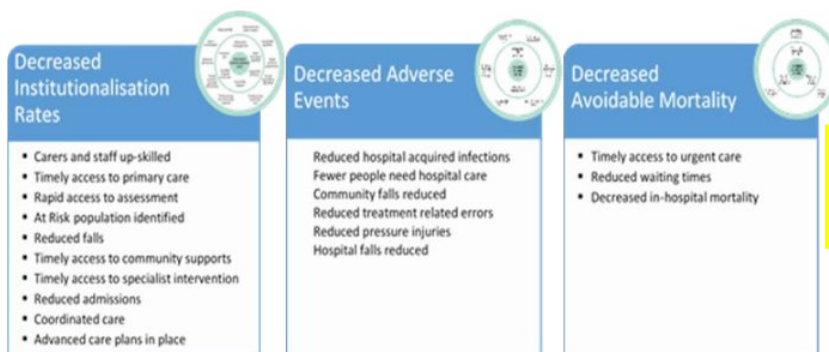 Decreased
Institutionalisation
Rates
▪ Carers and staff up-skilled
▪ Timely access to primary care
▪ Rapid access to assessment
▪ At Risk population identified
▪ Reduced falls
▪ Timely access to community supports
▪ Timely access to specialist intervention
▪ Reduced admissions
▪ Coordinated care
▪ Advanced care plans in place
Decreased Adverse
Events
Reduced hospital acquired infections
Fewer people need hospital care
Community falls reduced
Reduced treatment related errors
Reduced pressure injuries
Hospital falls reduced
Decreased
Avoidable Mortality
▪ Timely access to urgent care
▪ Reduced waiting times
▪ Decreased in-hospital mortality